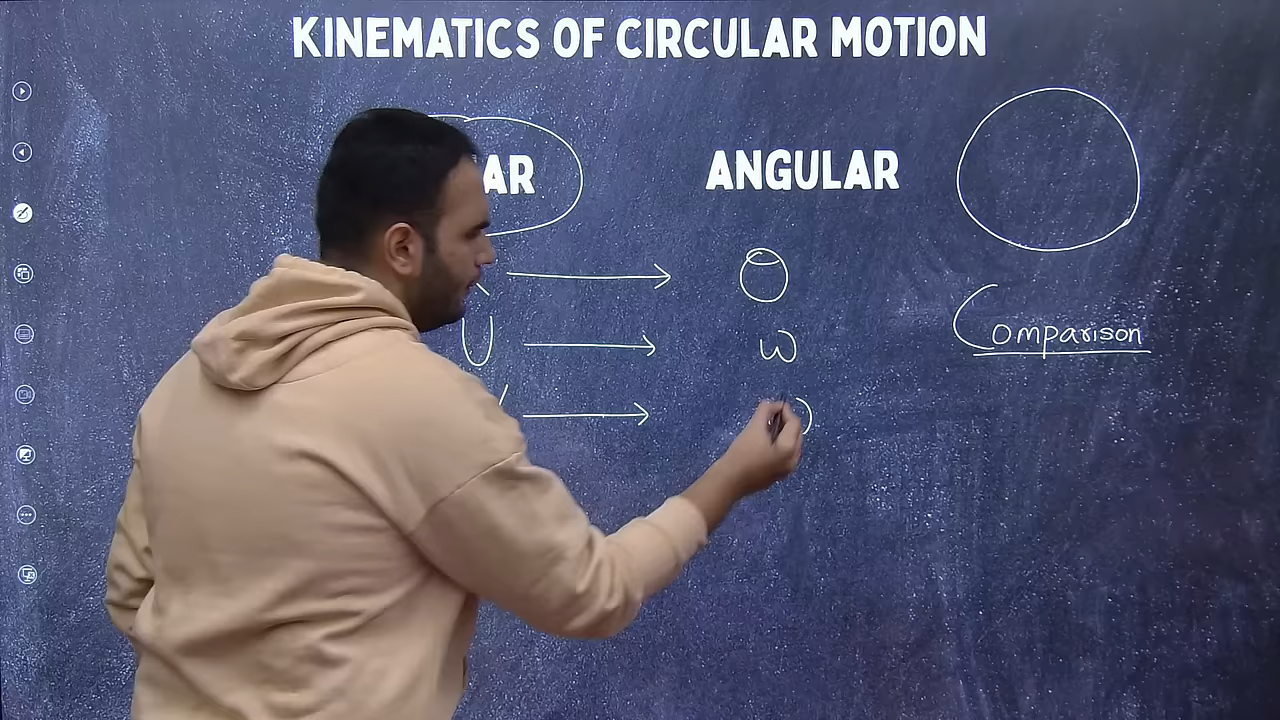 KINEMATICS OF CIRCULAR MOTION
AR ANGULAR
→ θ
U → ω
→
Comparison